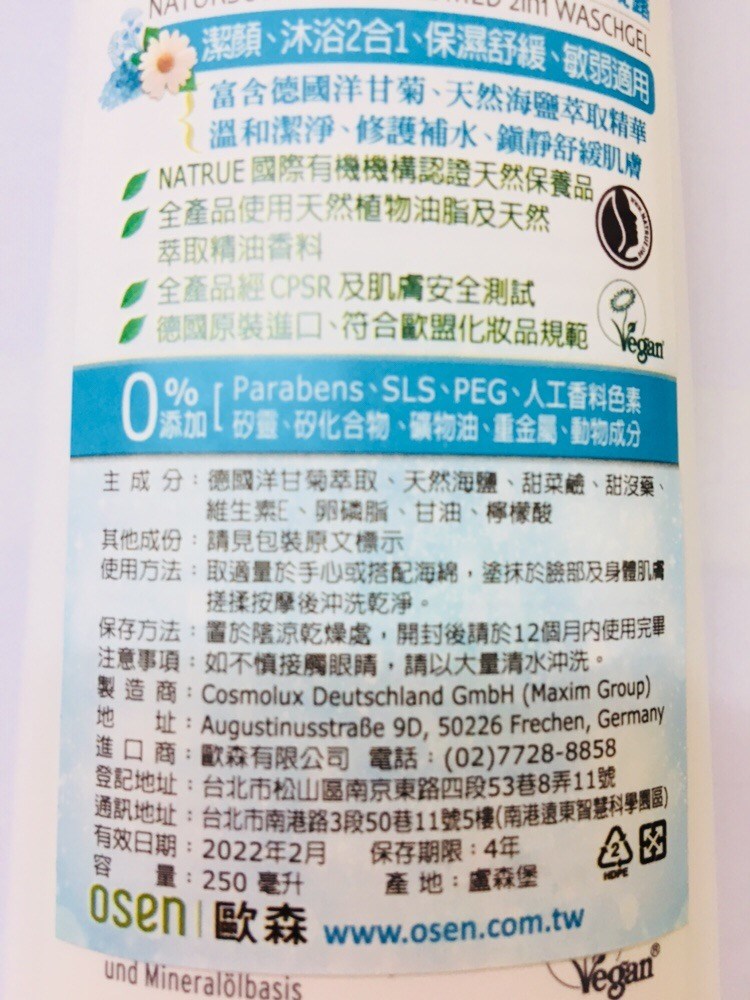 2in1 WASCHGEL
潔顏、沐浴2合1、保濕舒緩、敏弱適用
富含德國洋甘菊、天然海鹽萃取精華
溫和潔淨、修護補水、鎮靜舒緩肌膚
NATRUE 國際有機機構認證天然保養品
全產品使用天然植物油脂及天然
萃取精油香料
全產品經 CPSR 及肌膚安全測試
德國原裝進口、符合歐盟化妝品規範
Vegan
0%添加
Parabens、SLS、PEG、人工香料色素
矽靈、矽化合物、礦物油、重金屬、動物成分
主成分：德國洋甘菊萃取、天然海鹽、甜菜鹼、甜沒藥、
維生素E、卵磷脂、甘油、檸檬酸
其他成份：請見包裝原文標示
使用方法：取適量於手心或搭配海綿，塗抹於臉部及身體肌膚
搓揉按摩後沖洗乾淨。
保存方法：置於陰涼乾燥處，開封後請於12個月內使用完畢
注意事項：如不慎接觸眼睛，請以大量清水沖洗。
製造商：Cosmolux Deutschland GmbH (Maxim Group)
地址：Augustinusstraße 9D, 50226 Frechen, Germany
進口商：歐森有限公司 電話：(02)7728-8858
登記地址：台北市松山區南京東路四段53巷8弄11號
通訊地址：台北市南港路3段50巷11號5樓(南港遠東智慧科學園區)
有效日期：2022年2月 保存期限：4年
容量：250 毫升 產地：盧森堡
2
HDPE
osen 歐森 www.osen.com.tw
und Mineralölbasis
Vegan®